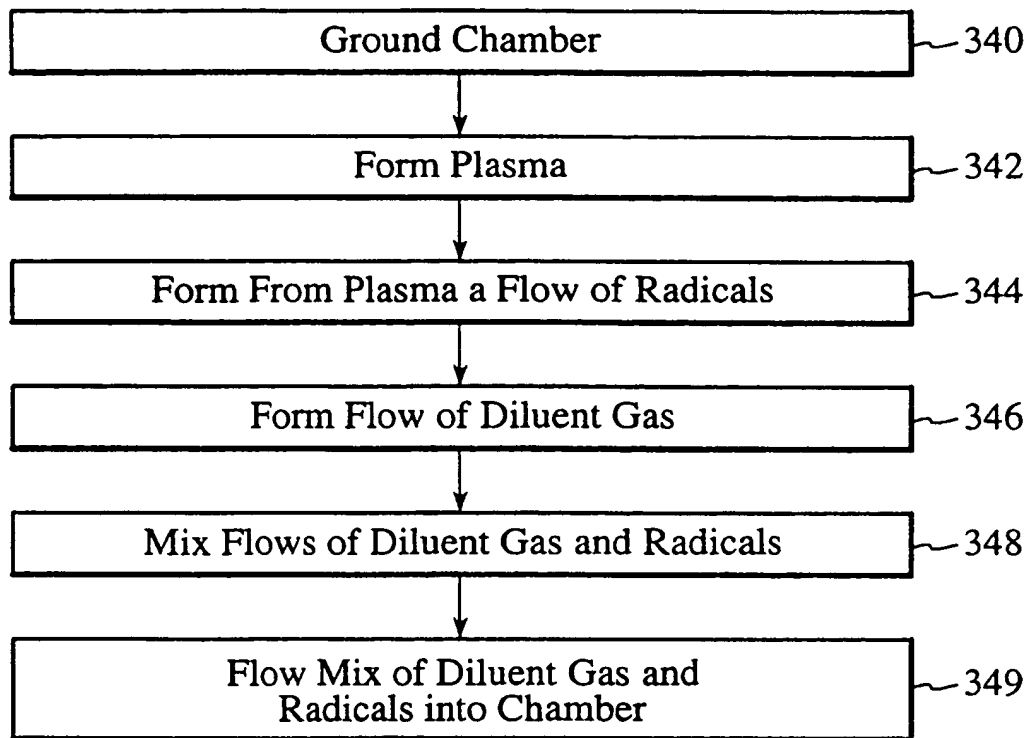 Ground Chamber 340
Form Plasma 342
Form From Plasma a Flow of Radicals 344
Form Flow of Diluent Gas 346
Mix Flows of Diluent Gas and Radicals 348
Flow Mix of Diluent Gas and
Radicals into Chamber 349